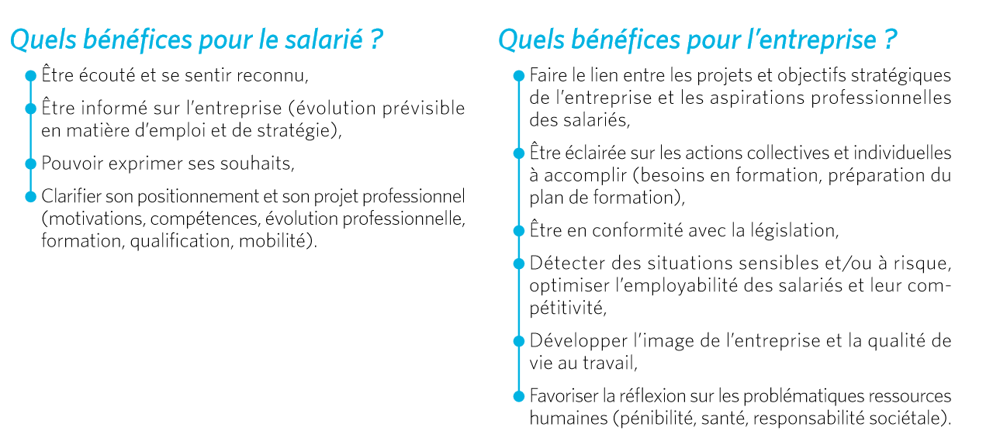 Quels bénéfices pour le salarié ?
Être écouté et se sentir reconnu,
Être informé sur l'entreprise (évolution prévisible
en matière d'emploi et de stratégie),
Pouvoir exprimer ses souhaits,
Clarifier son positionnement et son projet professionnel
(motivations, compétences, évolution professionnelle,
formation, qualification, mobilité).
Quels bénéfices pour l'entreprise ?
Faire le lien entre les projets et objectifs stratégiques
de l'entreprise et les aspirations professionnelles
des salariés,
Être éclairée sur les actions collectives et individuelles
à accomplir (besoins en formation, préparation du
plan de formation),
Être en conformité avec la législation,
Détecter des situations sensibles et/ou à risque,
optimiser l'employabilité des salariés et leur com-
pétitivité,
Développer l'image de l'entreprise et la qualité de
vie au travail,
Favoriser la réflexion sur les problématiques ressources
humaines (pénibilité, santé, responsabilité sociétale).